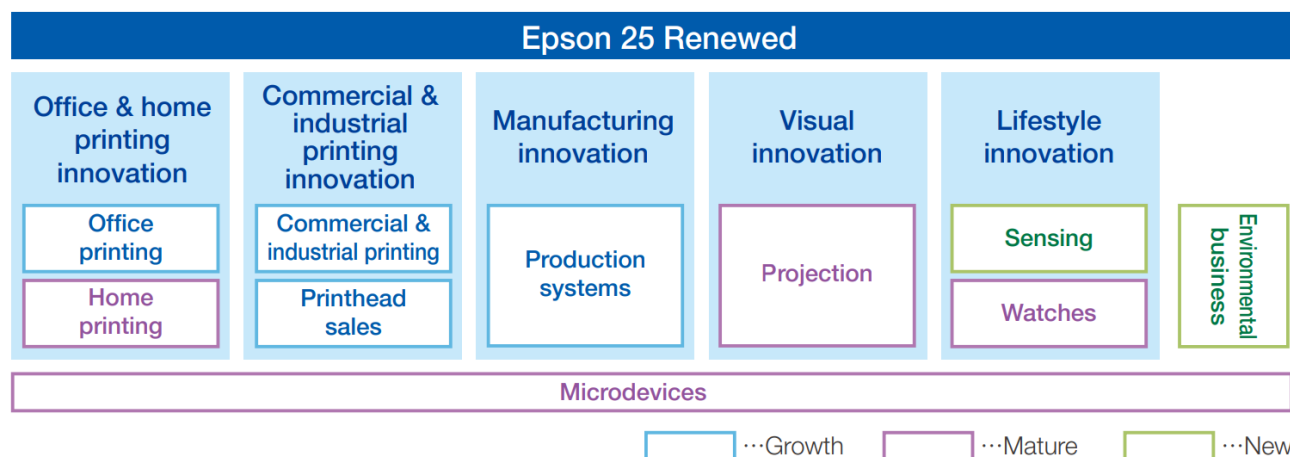 Epson 25 Renewed
Office & home
printing
innovation
Commercial &
industrial
printing
innovation
Manufacturing
innovation
Visual
innovation
Lifestyle
innovation
Office
printing
Home
printing
Commercial &
industrial printing
Printhead
sales
Production
systems
Projection
Sensing
Watches
Environmental
business
Microdevices
···Growth
···Mature
···New